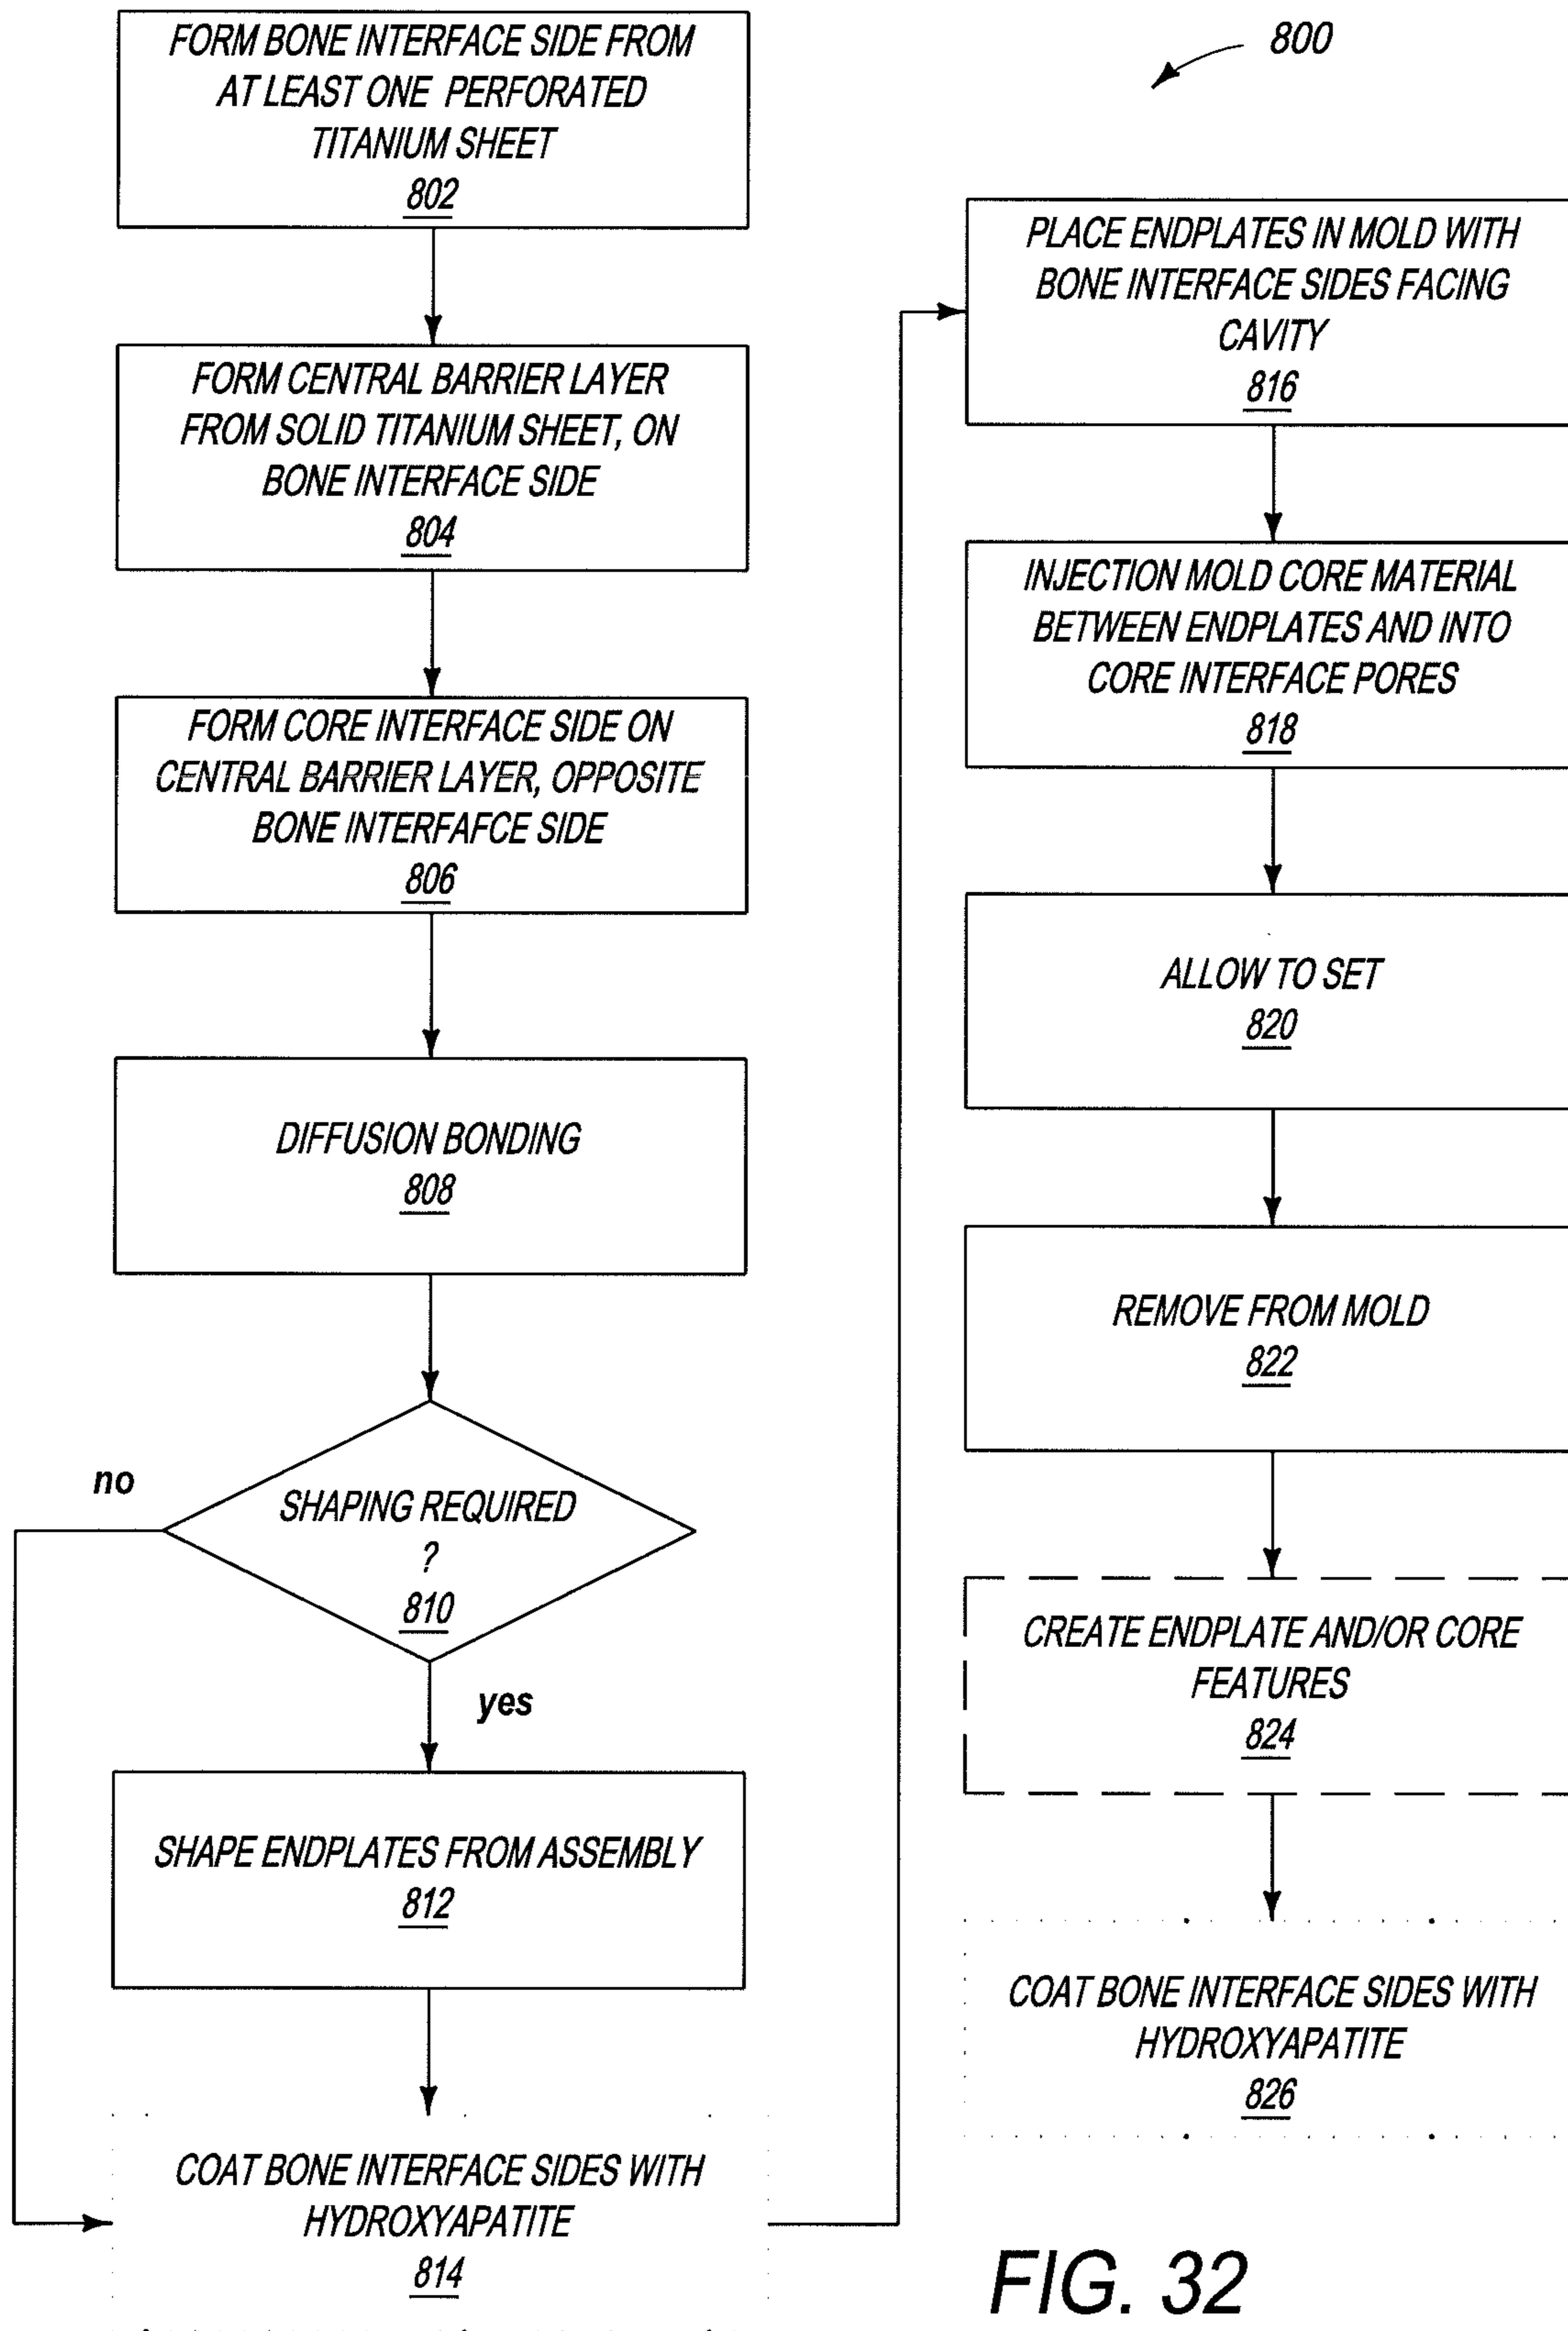 FORM BONE INTERFACE SIDE FROM
AT LEAST ONE PERFORATED
TITANIUM SHEET
802
FORM CENTRAL BARRIER LAYER
FROM SOLID TITANIUM SHEET, ON
BONE INTERFACE SIDE
804
FORM CORE INTERFACE SIDE ON
CENTRAL BARRIER LAYER, OPPOSITE
BONE INTERFAFCE SIDE
806
DIFFUSION BONDING
808
no
SHAPING REQUIRED
?
810
yes
SHAPE ENDPLATES FROM ASSEMBLY
812
COAT BONE INTERFACE SIDES WITH
HYDROXYAPATITE
814
800
PLACE ENDPLATES IN MOLD WITH
BONE INTERFACE SIDES FACING
CAVITY
816
INJECTION MOLD CORE MATERIAL
BETWEEN ENDPLATES AND INTO
CORE INTERFACE PORES
818
ALLOW TO SET
820
REMOVE FROM MOLD
822
CREATE ENDPLATE AND/OR CORE
FEATURES
824
COAT BONE INTERFACE SIDES WITH
HYDROXYAPATITE
826
FIG. 32